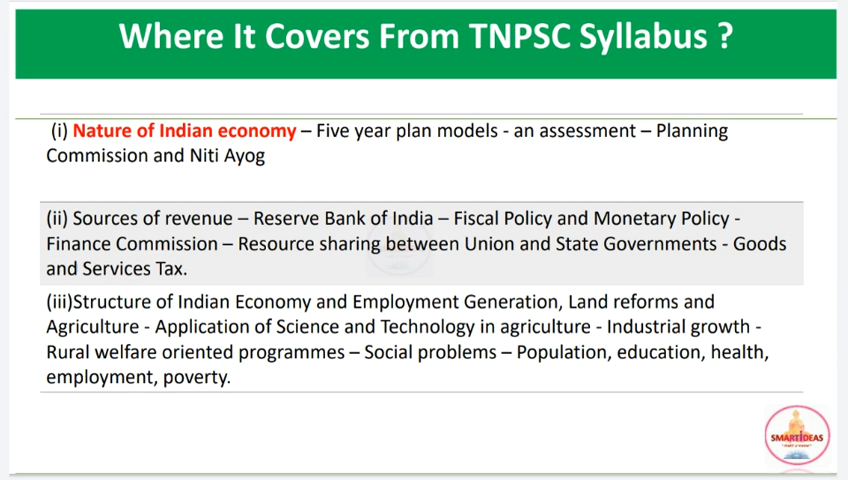 Where It Covers From TNPSC Syllabus ?
(i) Nature of Indian economy – Five year plan models - an assessment – Planning
Commission and Niti Ayog
(ii) Sources of revenue – Reserve Bank of India – Fiscal Policy and Monetary Policy -
Finance Commission – Resource sharing between Union and State Governments - Goods
and Services Tax.
(iii)Structure of Indian Economy and Employment Generation, Land reforms and
Agriculture - Application of Science and Technology in agriculture - Industrial growth -
Rural welfare oriented programmes – Social problems – Population, education, health,
employment, poverty.
SMARTIDEAS